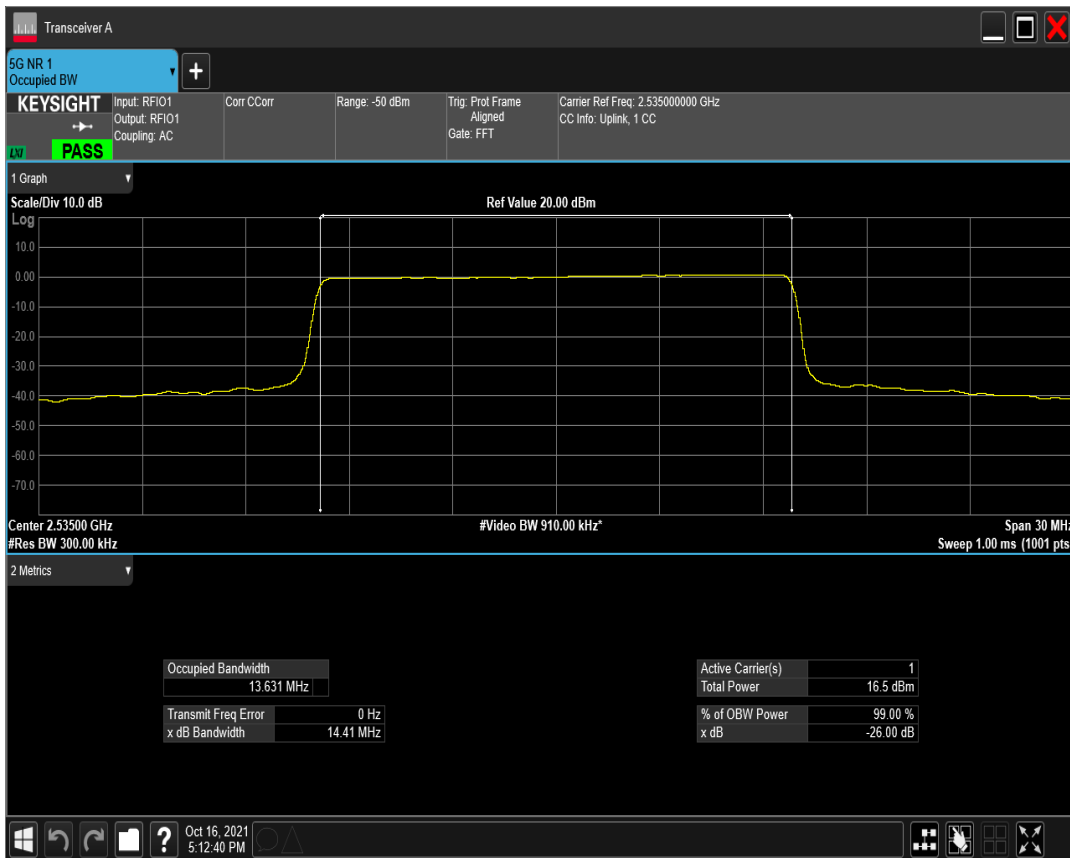 Transceiver A
5G NR 1
Occupied BW
+
KEYSIGHT
LXI
PASS
Input: RFIO1
Output: RFIO1
Coupling: AC
Corr CCorr
Range: -50 dBm
Trig: Prot Frame
Aligned
Gate: FFT
Carrier Ref Freq: 2.535000000 GHz
CC Info: Uplink, 1 CC
1 Graph
Scale/Div 10.0 dB
Ref Value 20.00 dBm
Log
10.0
0.00
-10.0
-20.0
-30.0
-40.0
-50.0
-60.0
-70.0
Center 2.53500 GHz
#Video BW 910.00 kHz*
Span 30 MHz
#Res BW 300.00 kHz
Sweep 1.00 ms (1001 pts
2 Metrics
Occupied Bandwidth
13.631 MHz
Transmit Freq Error 0 Hz
x dB Bandwidth 14.41 MHz
Active Carrier(s) 1
Total Power 16.5 dBm
% of OBW Power 99.00 %
x dB -26.00 dB
?
Oct 16, 2021
5:12:40 PM